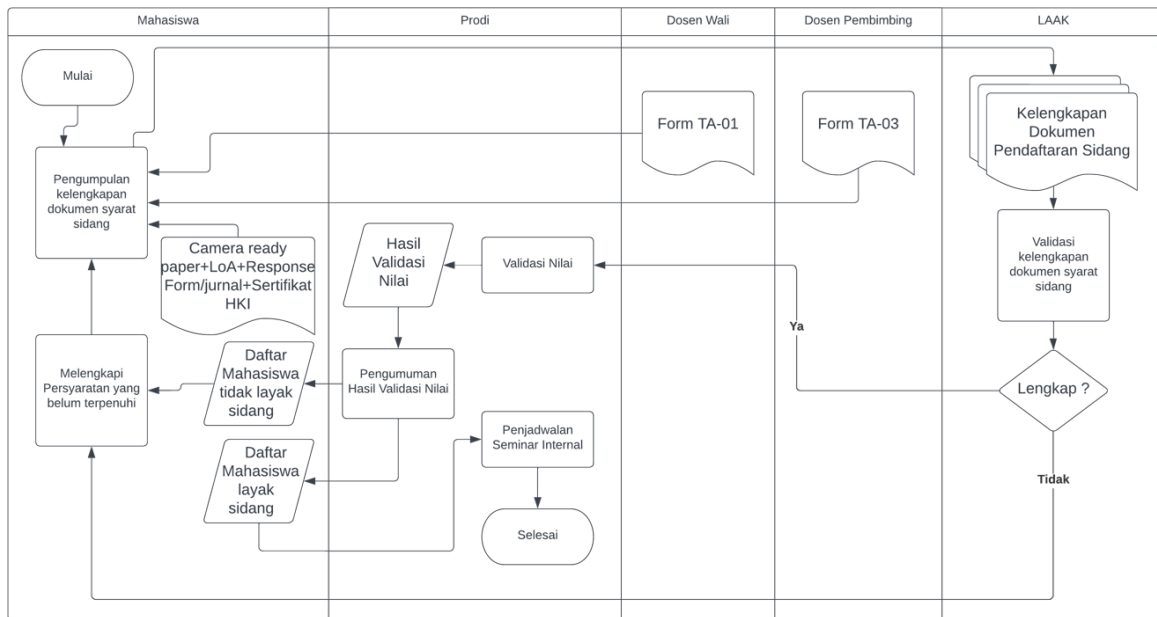 Mahasiswa
Prodi
Dosen Wali
Dosen Pembimbing
LAAK
Mulai
Form TA-01
Form TA-03
Kelengkapan
Dokumen
Pendaftaran Sidang
Pengumpulan
kelengkapan
dokumen syarat
sidang
Camera ready
paper+LoA+Response
Form/jurnal+Sertifikat
HKI
Hasil
Validasi
Nilai
Validasi Nilai
Validasi
kelengkapan
dokumen syarat
sidang
Ya
Melengkapi
Persyaratan yang
belum terpenuhi
Daftar
Mahasiswa
tidak layak
sidang
Pengumuman
Hasil Validasi Nilai
Lengkap ?
Daftar
Mahasiswa
layak
sidang
Penjadwalan
Seminar Internal
Tidak
Selesai